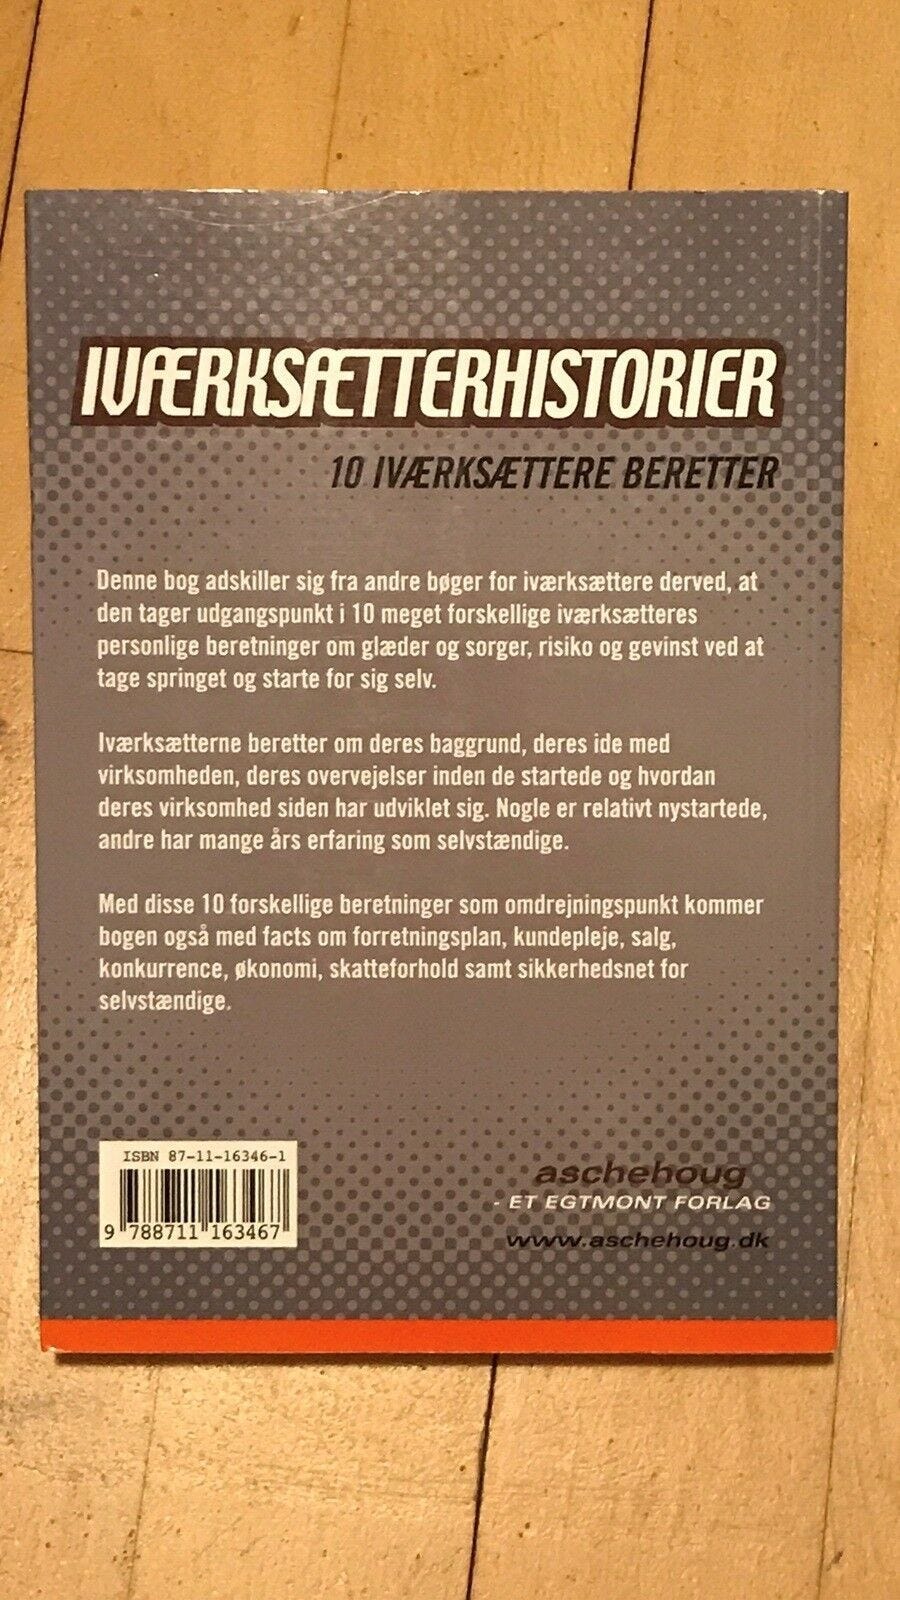 IVÆRKSÆTTERHISTORIER
10 IVÆRKSÆTTERE BERETTER
Denne bog adskiller sig fra andre bøger for iværksættere derved, at
den tager udgangspunkt i 10 meget forskellige iværksætteres
personlige beretninger om glæder og sorger, risiko og gevinst ved at
tage springet og starte for sig selv.
Iværksætterne beretter om deres baggrund, deres ide med
virksomheden, deres overvejelser inden de startede og hvordan
deres virksomhed siden har udviklet sig. Nogle er relativt nystartede,
andre har mange års erfaring som selvstændige.
Med disse 10 forskellige beretninger som omdrejningspunkt kommer
bogen også med facts om forretningsplan, kundepleje, salg,
konkurrence, økonomi, skatteforhold samt sikkerhedsnet for
selvstændige.
ISBN 87-11-16346-1
9 788711 163467
aschehoug
- ET EGTMONT FORLAG
www.aschehoug.dk